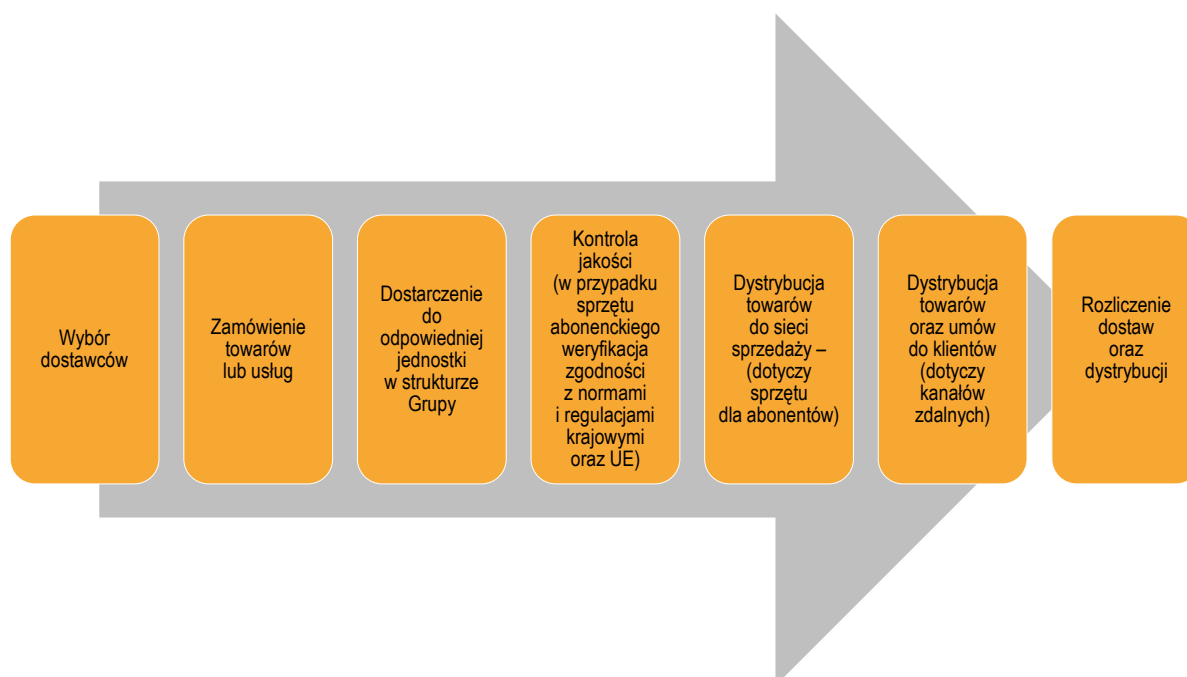 Wybór
dostawców
Zamówienie
towarów
lub usług
Dostarczenie
do
odpowiedniej
jednostki
w strukturze
Grupy
Kontrola
jakości
(w przypadku
sprzętu
abonenckiego
weryfikacja
zgodności
z normami
i regulacjami
krajowymi
oraz UE)
Dystrybucja
towarów
do sieci
sprzedaży –
(dotyczy
sprzętu
dla abonentów)
Dystrybucja
towarów
oraz umów
do klientów
(dotyczy
kanałów
zdalnych)
Rozliczenie
dostaw
oraz
dystrybucji